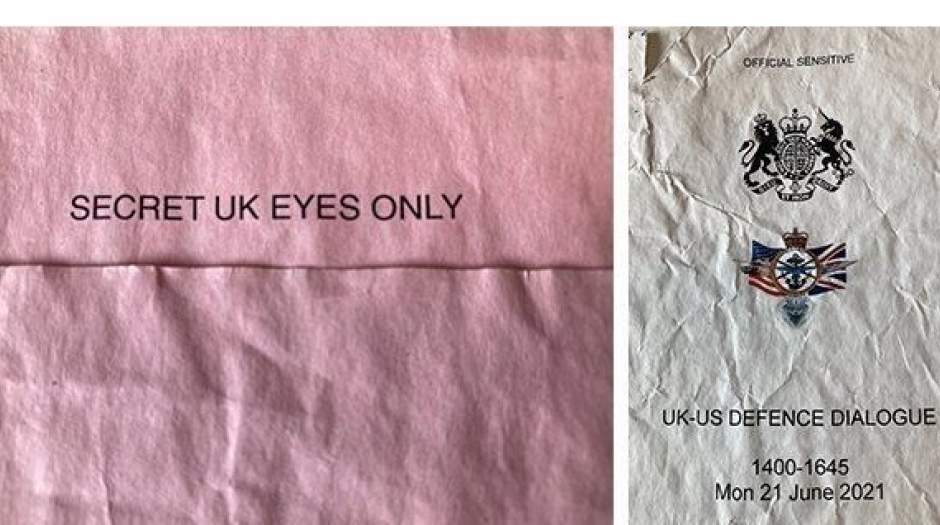 SECRET UK EYES ONLY
OFFICIAL SENSITIVE
UK-US DEFENCE DIALOGUE
1400-1645
Mon 21 June 2021